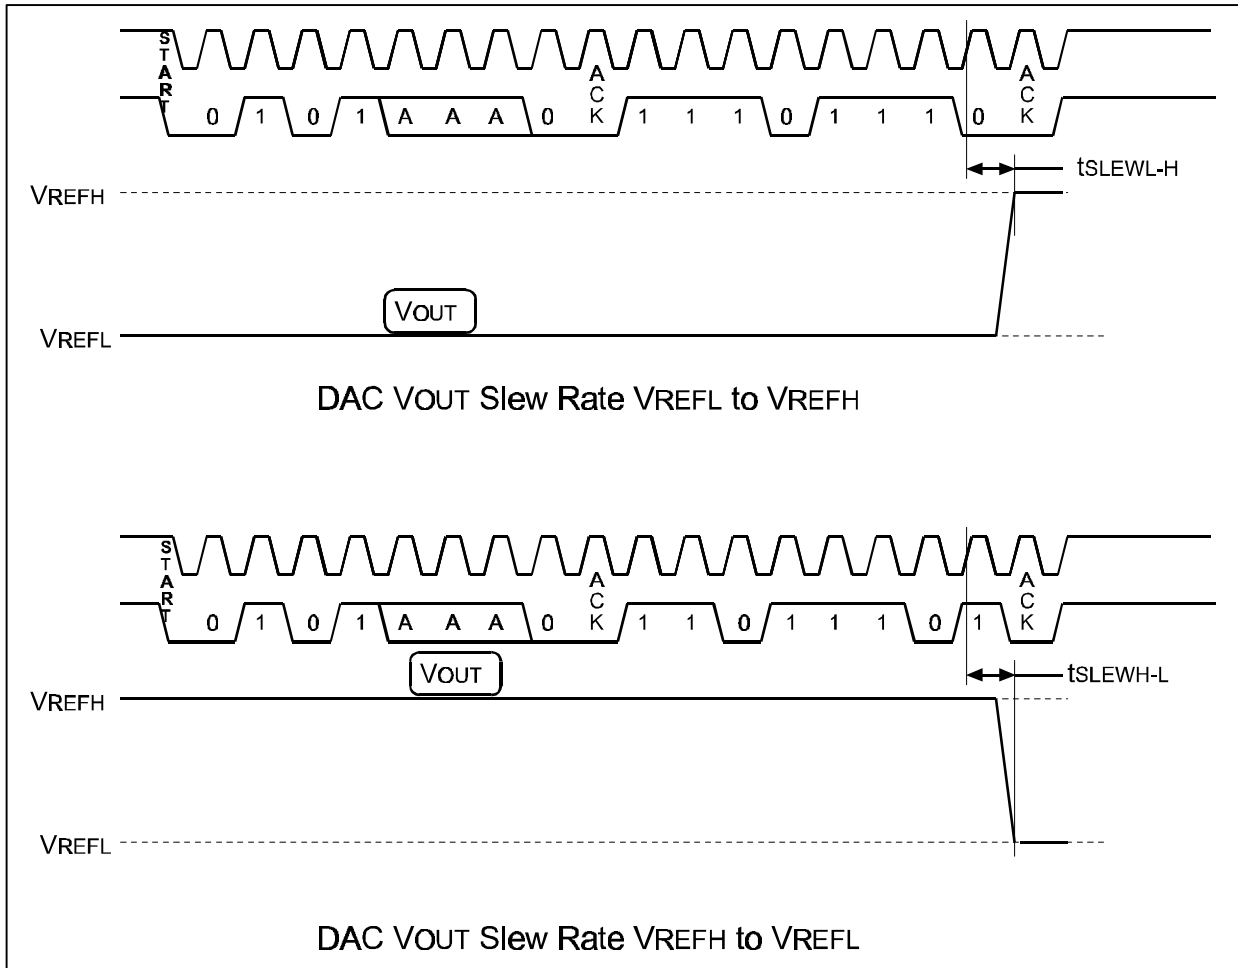 START
0 1 0 1 A A A 0 ACK 1 1 1 0 1 1 1 0 ACK
tSLEWL-H
VREFH
VOUT
VREFL
DAC VOUT Slew Rate VREFL to VREFH
START
0 1 0 1 A A A 0 ACK 1 1 0 1 1 1 0 1 ACK
VOUT
tSLEWH-L
VREFH
VREFL
DAC VOUT Slew Rate VREFH to VREFL